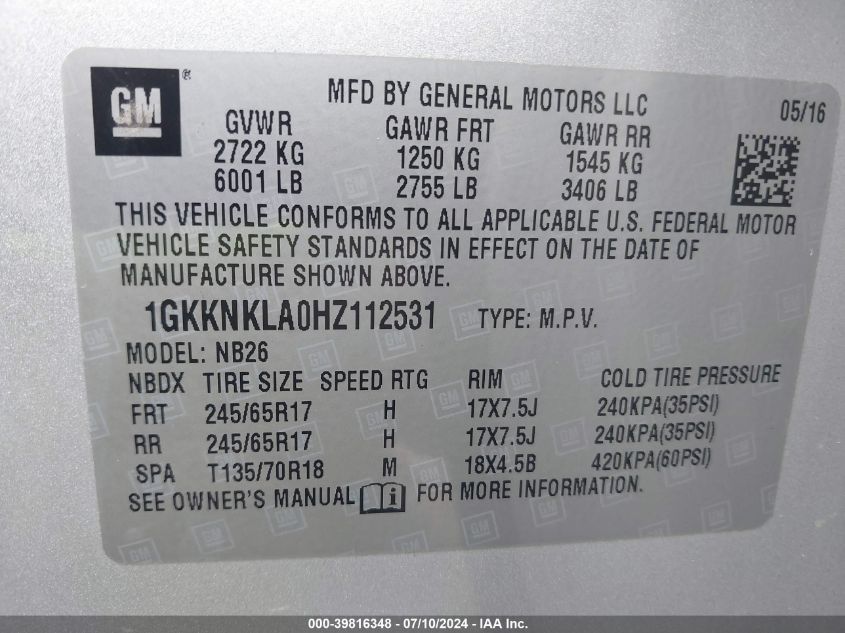 GM ®
MFD BY GENERAL MOTORS LLC
05/16
GVWR GAWR FRT GAWR RR
2722 KG 1250 KG 1545 KG
6001 LB 2755 LB 3406 LB
THIS VEHICLE CONFORMS TO ALL APPLICABLE U.S. FEDERAL MOTOR
VEHICLE SAFETY STANDARDS IN EFFECT ON THE DATE OF
MANUFACTURE SHOWN ABOVE.
1GKKNKLA0HZ112531 TYPE: M.P.V.
MODEL: NB26
NBDX TIRE SIZE SPEED RTG RIM COLD TIRE PRESSURE
FRT 245/65R17 H 17X7.5J 240KPA(35PSI)
RR 245/65R17 H 17X7.5J 240KPA(35PSI)
SPA T135/70R18 M 18X4.5B 420KPA(60PSI)
SEE OWNER'S MANUAL i FOR MORE INFORMATION.
000-39816348 - 07/10/2024 - IAA Inc.